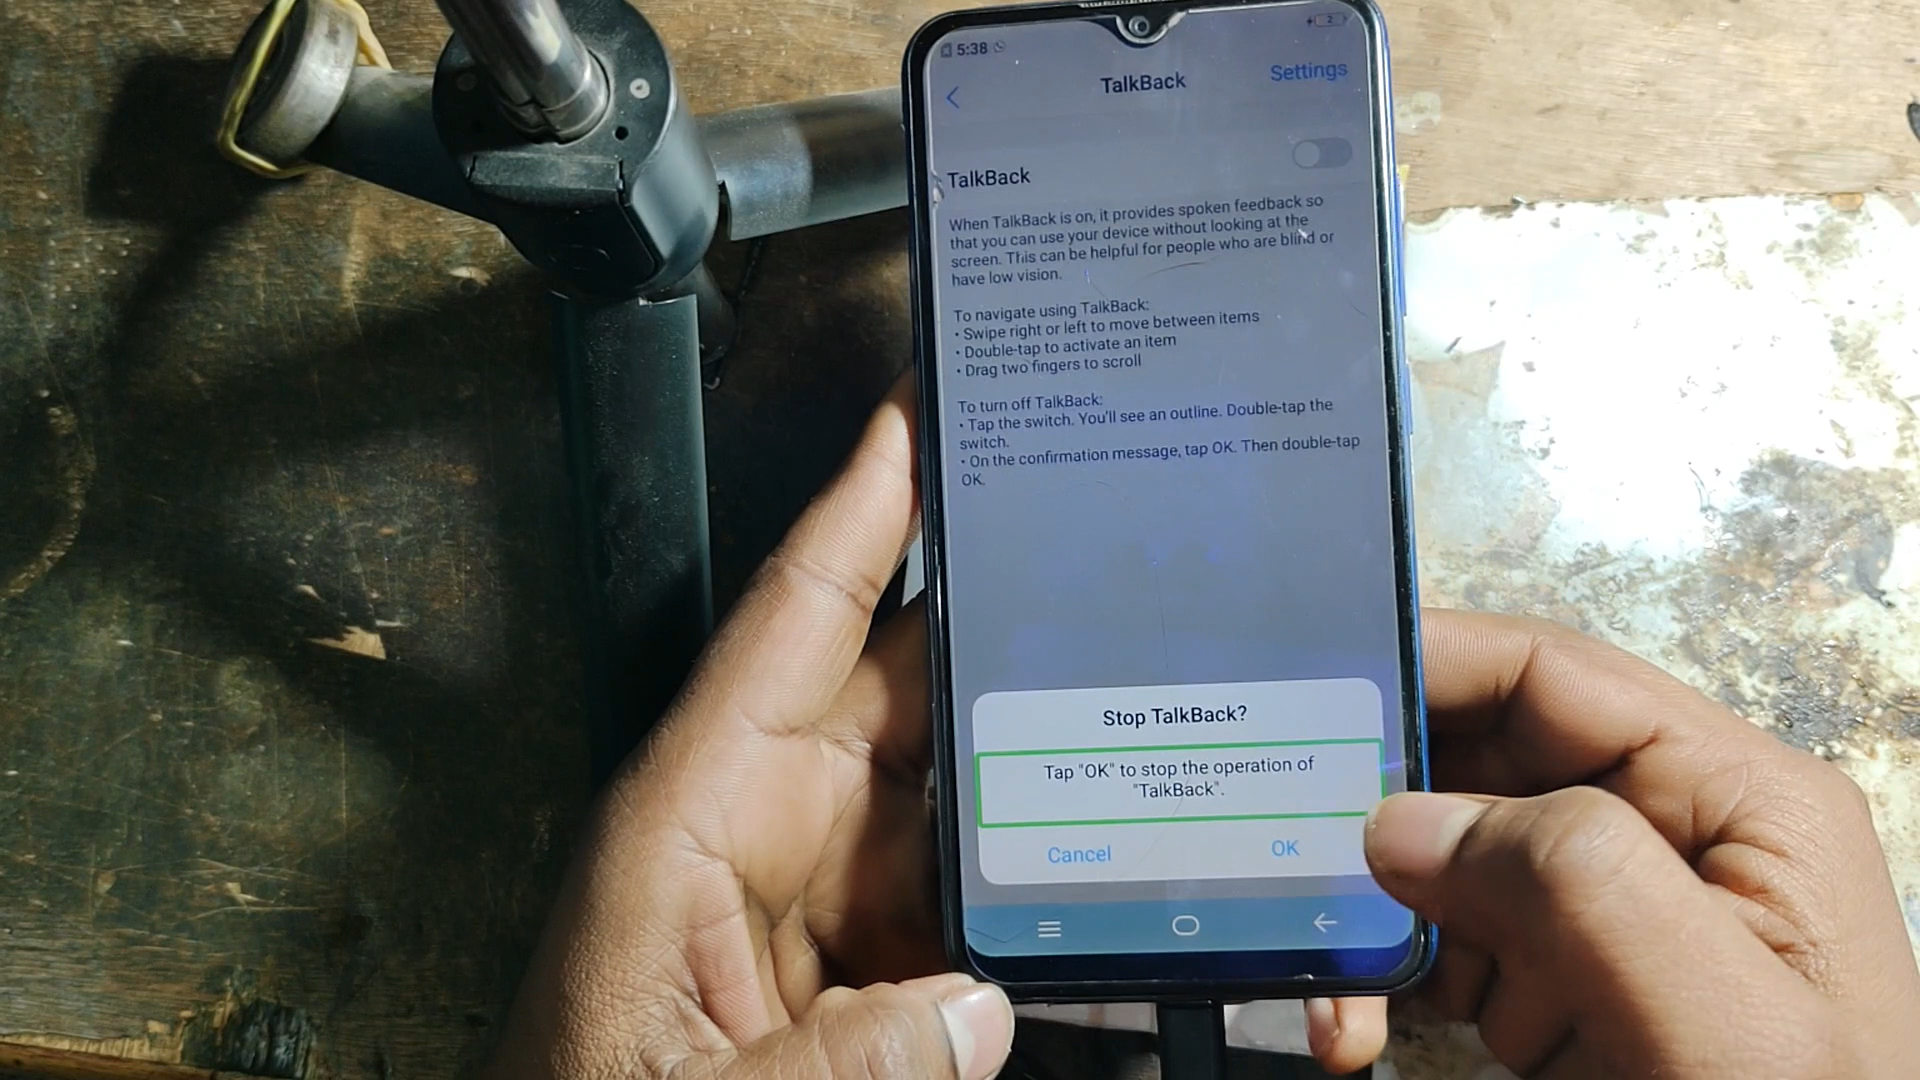 5:38
2
TalkBack
Settings
TalkBack
When TalkBack is on, it provides spoken feedback so
that you can use your device without looking at the
screen. This can be helpful for people who are blind or
have low vision.
To navigate using TalkBack:
• Swipe right or left to move between items
• Double-tap to activate an item
• Drag two fingers to scroll
To turn off TalkBack:
• Tap the switch. You'll see an outline. Double-tap the
switch.
• On the confirmation message, tap OK. Then double-tap
OK.
Stop TalkBack?
Tap "OK" to stop the operation of
"TalkBack".
Cancel
OK